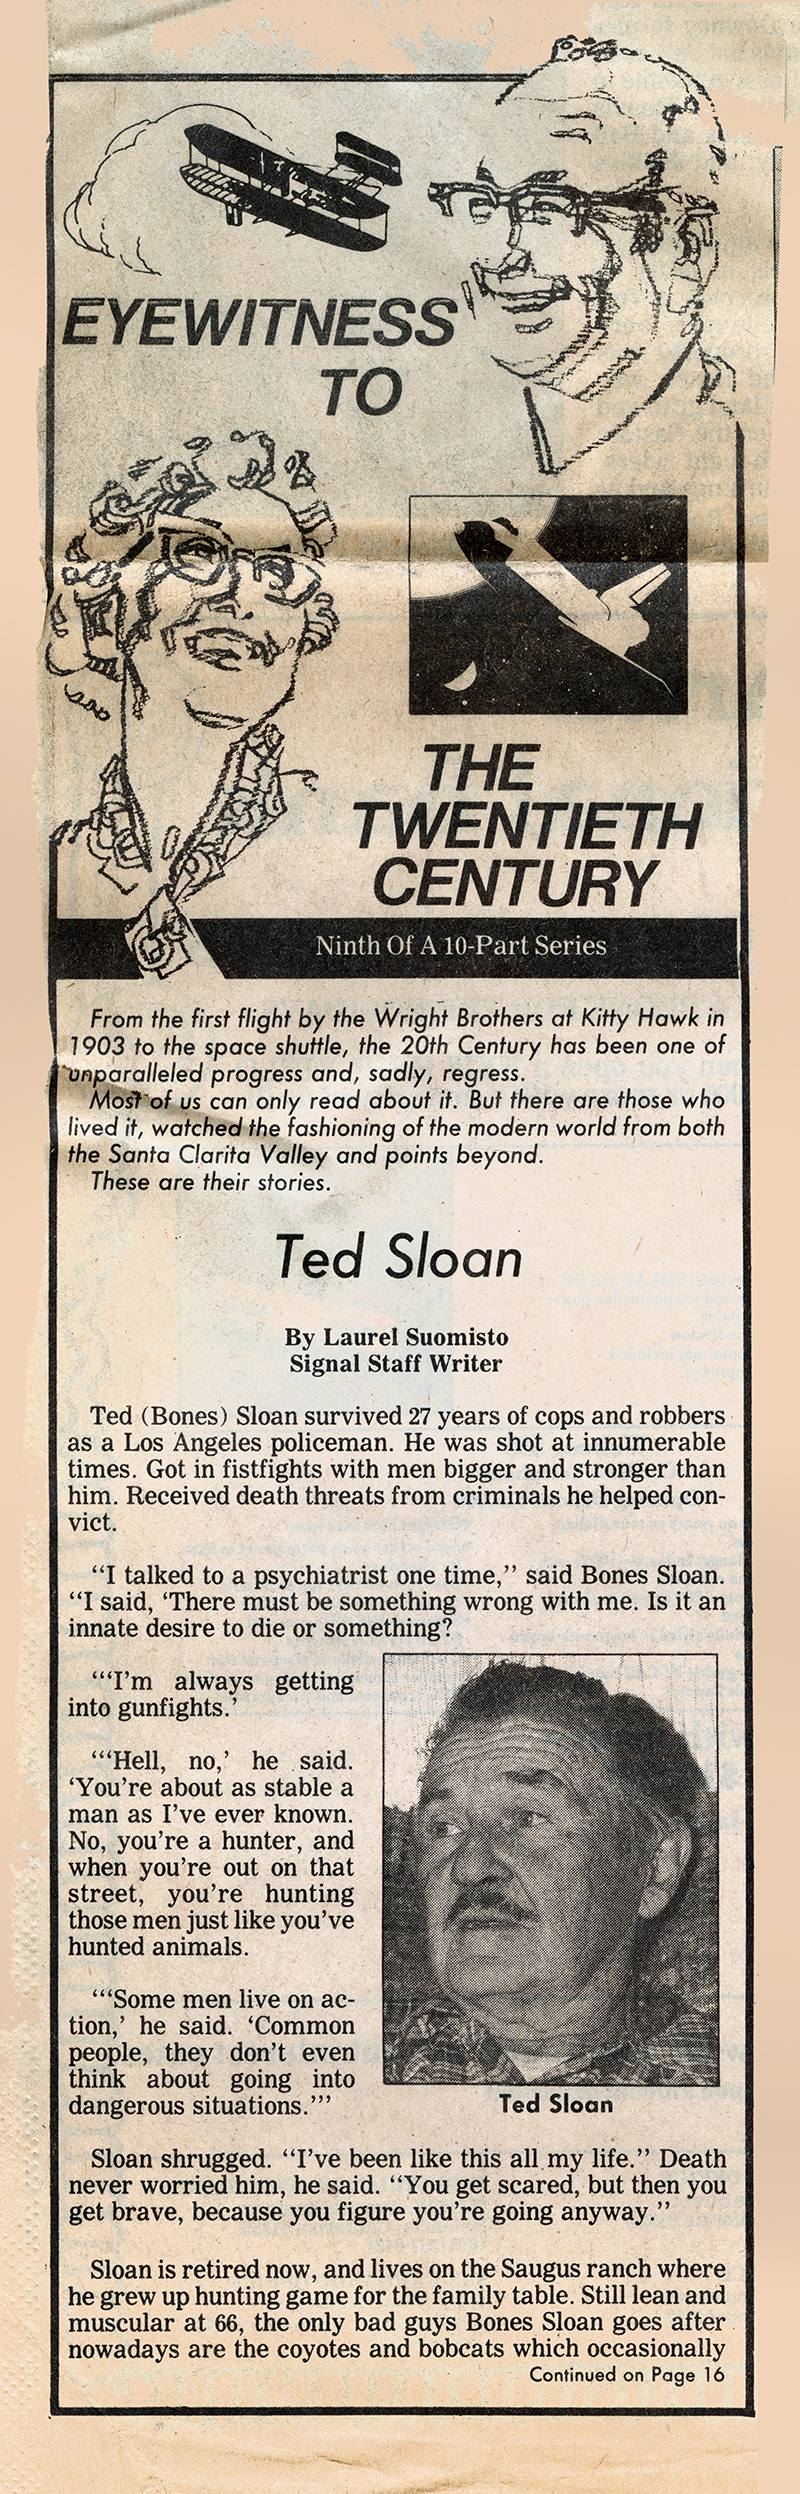 EYEWITNESS
TO
THE
TWENTIETH
CENTURY
Ninth Of A 10-Part Series
From the first flight by the Wright Brothers at Kitty Hawk in
1903 to the space shuttle, the 20th Century has been one of
unparalleled progress and, sadly, regress.
Most of us can only read about it. But there are those who
lived it, watched the fashioning of the modern world from both
the Santa Clarita Valley and points beyond.
These are their stories.
Ted Sloan
By Laurel Suomisto
Signal Staff Writer
Ted (Bones) Sloan survived 27 years of cops and robbers
as a Los Angeles policeman. He was shot at innumerable
times. Got in fistfights with men bigger and stronger than
him. Received death threats from criminals he helped con-
vict.
“I talked to a psychiatrist one time,” said Bones Sloan.
“I said, ‘There must be something wrong with me. Is it an
innate desire to die or something?
“‘I'm always getting
into gunfights.’
“‘Hell, no,’ he said.
‘You're about as stable a
man as I've ever known.
No, you're a hunter, and
when you're out on that
street, you're hunting
those men just like you've
hunted animals.
“‘Some men live on ac-
tion,’ he said. ‘Common
people, they don't even
think about going into
dangerous situations.’”
Ted Sloan
Sloan shrugged. “I've been like this all my life.” Death
never worried him, he said. “You get scared, but then you
get brave, because you figure you're going anyway.”
Sloan is retired now, and lives on the Saugus ranch where
he grew up hunting game for the family table. Still lean and
muscular at 66, the only bad guys Bones Sloan goes after
nowadays are the coyotes and bobcats which occasionally
Continued on Page 16